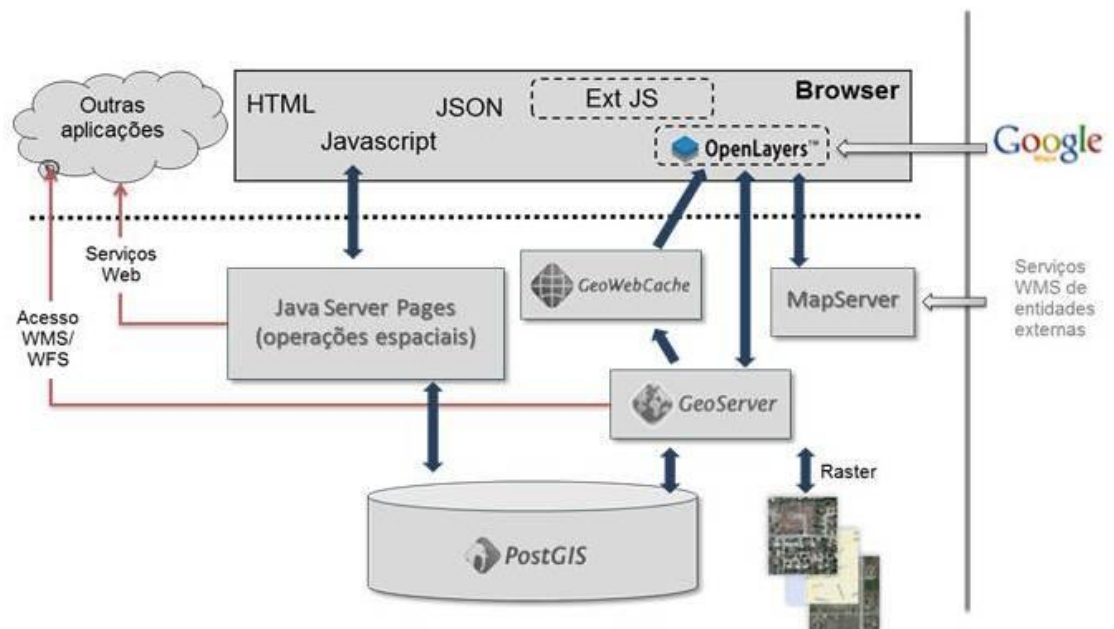 Outras
aplicações
HTML
JSON
Ext JS
Browser
Javascript
OpenLayers™
Google
Serviços
Web
Acesso
WMS/
WFS
Java Server Pages
(operações espaciais)
GeoWebCache
MapServer
Serviços
WMS de
entidades
externas
GeoServer
Raster
PostGIS